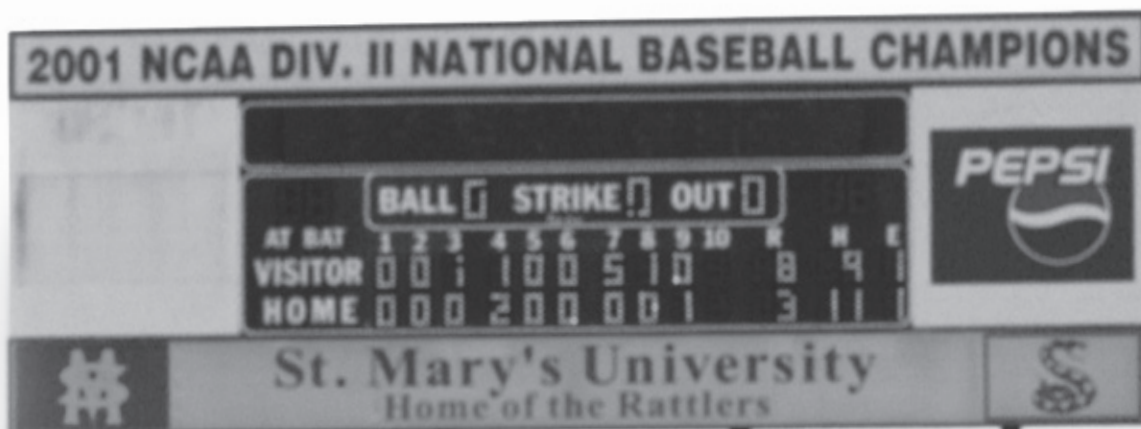 2001 NCAA DIV. II NATIONAL BASEBALL CHAMPIONS
PEPSI
BALL STRIKE OUT 0
AT BAT 1 2 3 4 5 6 7 8 9 10 R H E
VISITOR 0 0 1 1 0 0 5 1 0 8 9 1
HOME 0 0 0 2 0 0 0 0 1 3 11 1
St. Mary's University
Home of the Rattlers